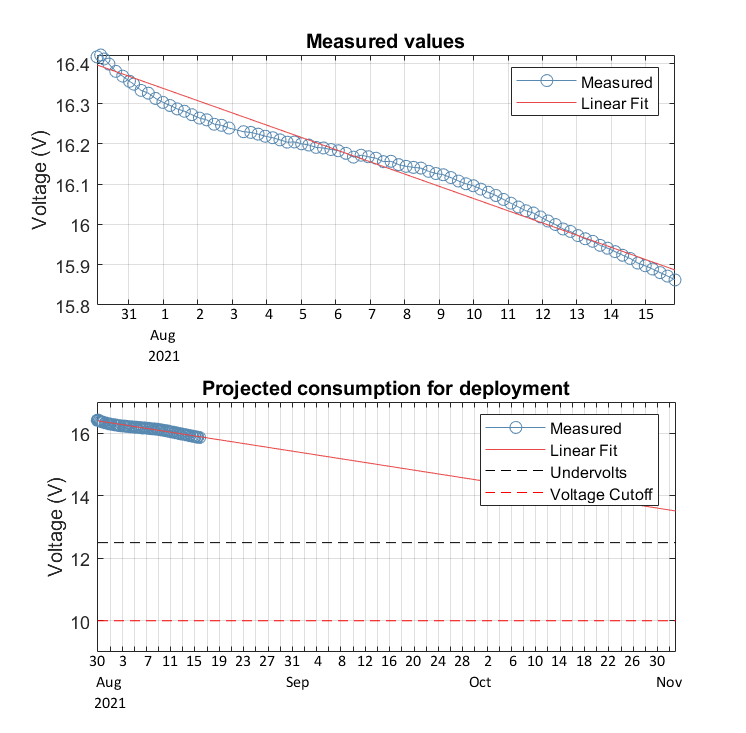 Measured values
Voltage (V)
16.4
16.3
16.2
16.1
16
15.9
15.8
Measured
Linear Fit
31 1 2 3 4 5 6 7 8 9 10 11 12 13 14 15
Aug
2021
Projected consumption for deployment
Voltage (V)
16
14
12
10
Measured
Linear Fit
Undervolts
Voltage Cutoff
30 3 7 11 15 19 23 27 31 4 8 12 16 20 24 28 2 6 10 14 18 22 26 30
Aug Sep Oct Nov
2021